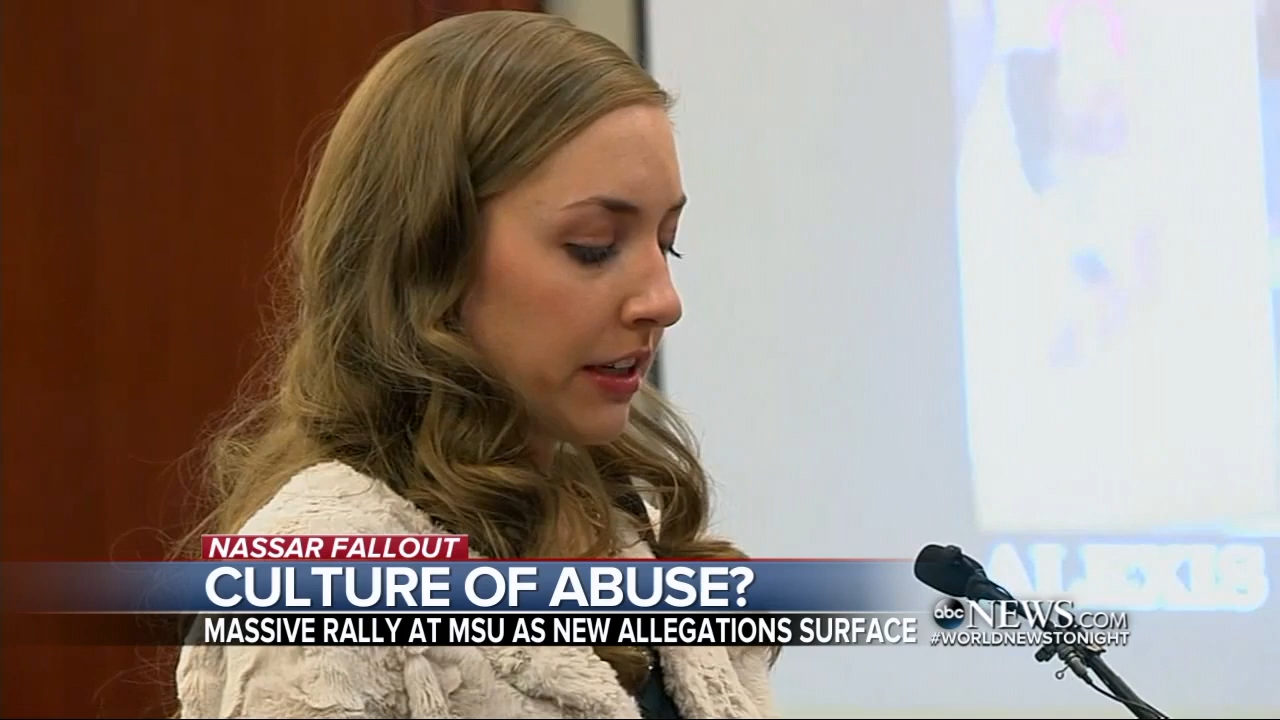 ALEXIS
NASSAR FALLOUT
CULTURE OF ABUSE?
MASSIVE RALLY AT MSU AS NEW ALLEGATIONS SURFACE
abc NEWS.COM
#WORLDNEWSTONIGHT